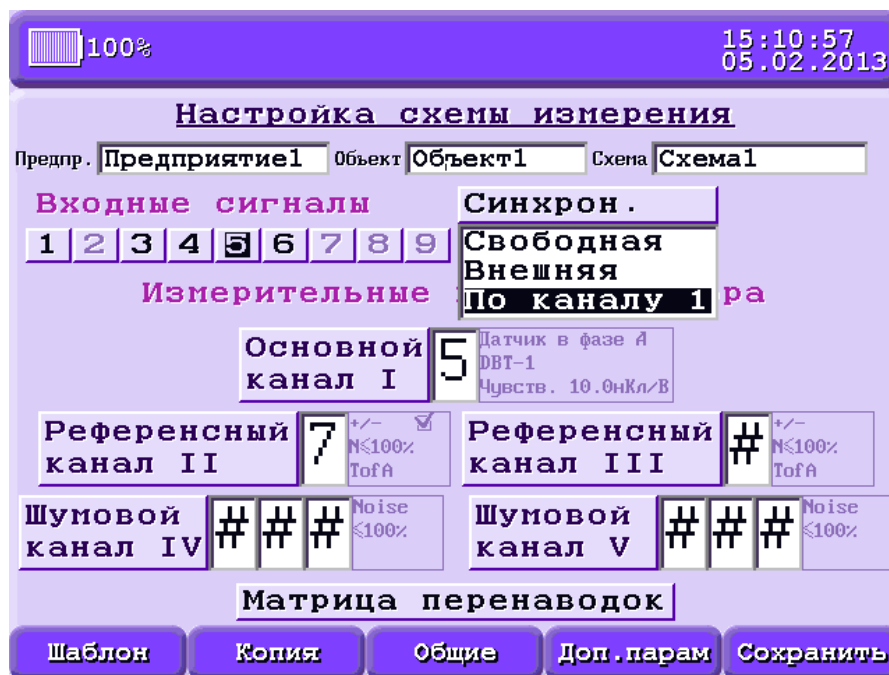 100%
15:10:57
05.02.2013
Настройка схемы измерения
Предпр. Предприятие1 Объект Объект1 Схема Схема1
Входные сигналы
Синхрон.
1 2 3 4 5 6 7 8 9
Свободная
Внешняя
По каналу 1
Измерительные ра
Основной
канал I
5
Датчик в фазе А
DBT-1
Чувств. 10.0нКл/В
Референсный
канал II
7
+/-
N≤100%
TofA
Референсный
канал III
#
+/-
N≤100%
TofA
Шумовой
канал IV
# # #
Noise
≤100%
Шумовой
канал V
# # #
Noise
≤100%
Матрица перенаводок
Шаблон Копия Общие Доп.парам Сохранить